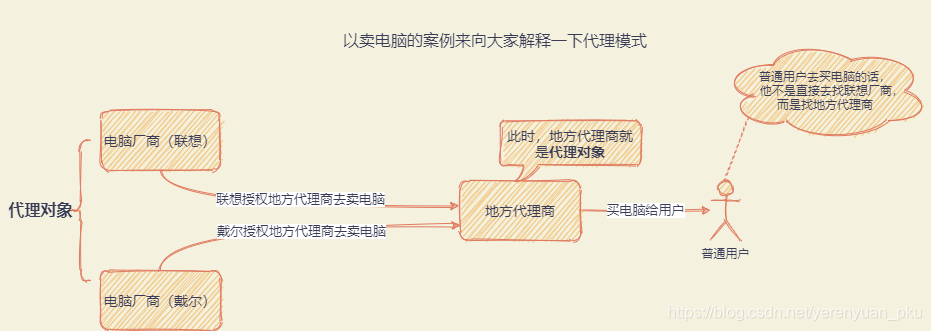 以卖电脑的案例来向大家解释一下代理模式
普通用户去买电脑的话,
他不是直接去找联想厂商,
而是找地方代理商
电脑厂商（联想）
此时，地方代理商就
是代理对象
联想授权地方代理商去卖电脑
代理对象
地方代理商
买电脑给用户
戴尔授权地方代理商去卖电脑
普通用户
电脑厂商（戴尔）
https://blog.csdn.net/yerenyuan_pku